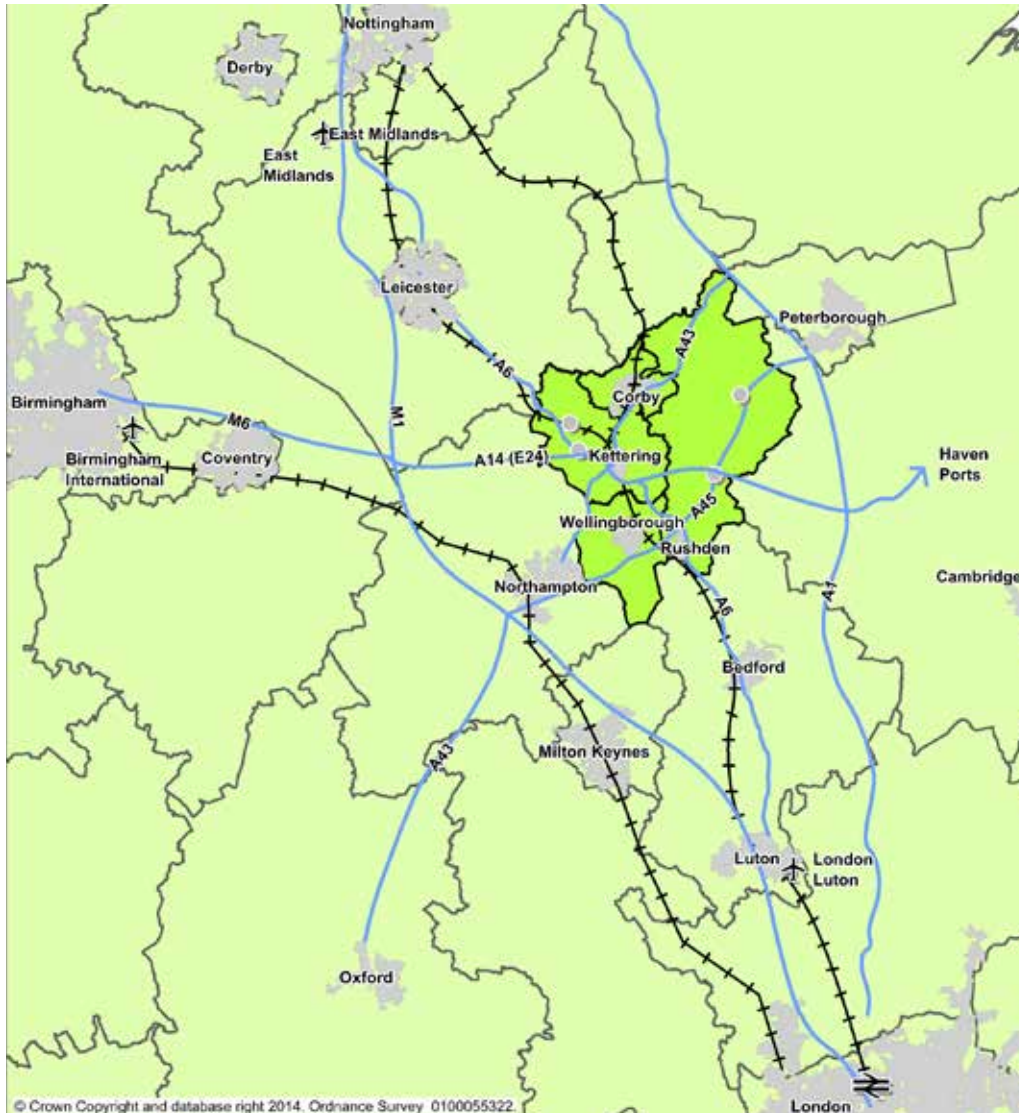 Nottingham
Derby
East Midlands
East
Midlands
Leicester
Peterborough
A43
A6
Corby
Birmingham
M6
M1
Birmingham
International
Coventry
A14 (E24)
Kettering
Haven
Ports
A45
Wellingborough
Rushden
Northampton
A6
A1
Cambridge
Bedford
A43
Milton Keynes
Luton
London
Luton
Oxford
London
© Crown Copyright and database right 2014. Ordnance Survey 0100055322.